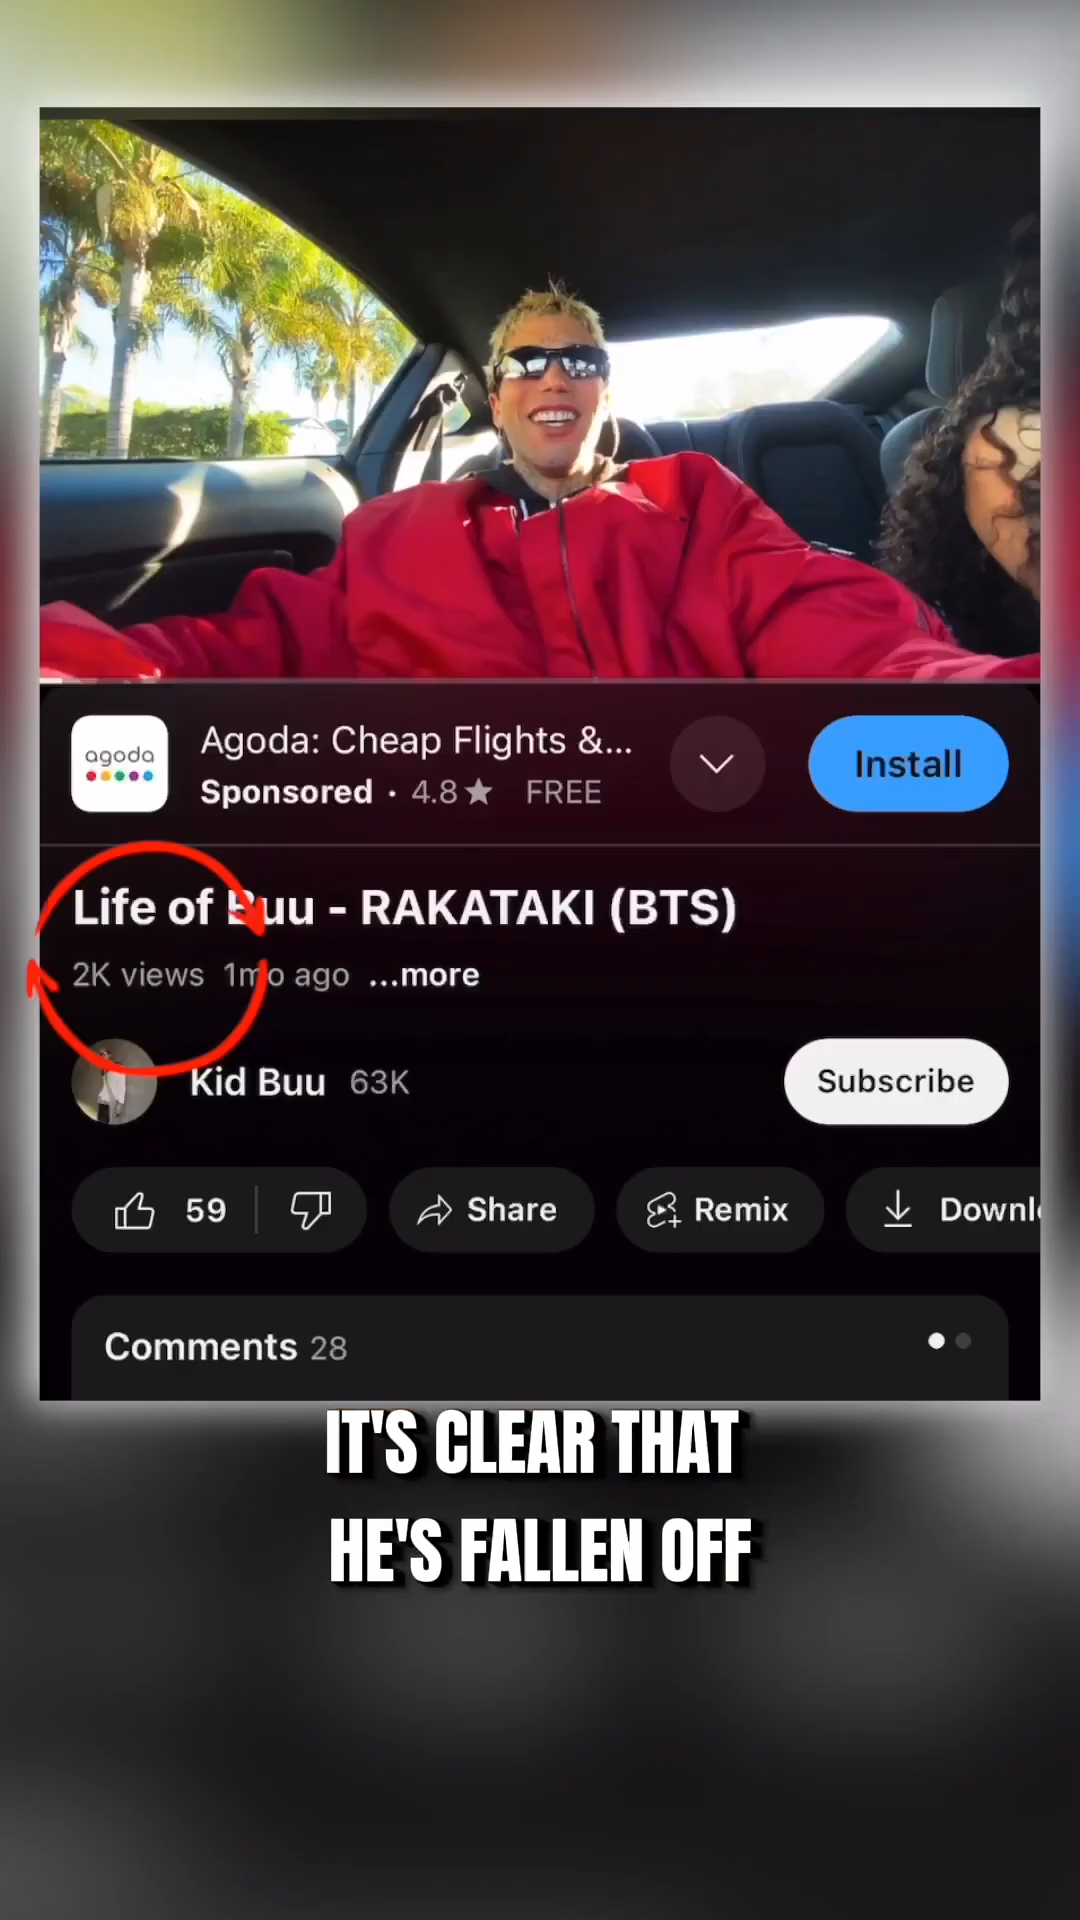 agoda
Agoda: Cheap Flights &...
Sponsored • 4.8★ FREE
Install
Life of Buu - RAKATAKI (BTS)
2K views 1mo ago ...more
Kid Buu 63K
Subscribe
59
Share
Remix
Downl
Comments 28
IT'S CLEAR THAT
HE'S FALLEN OFF